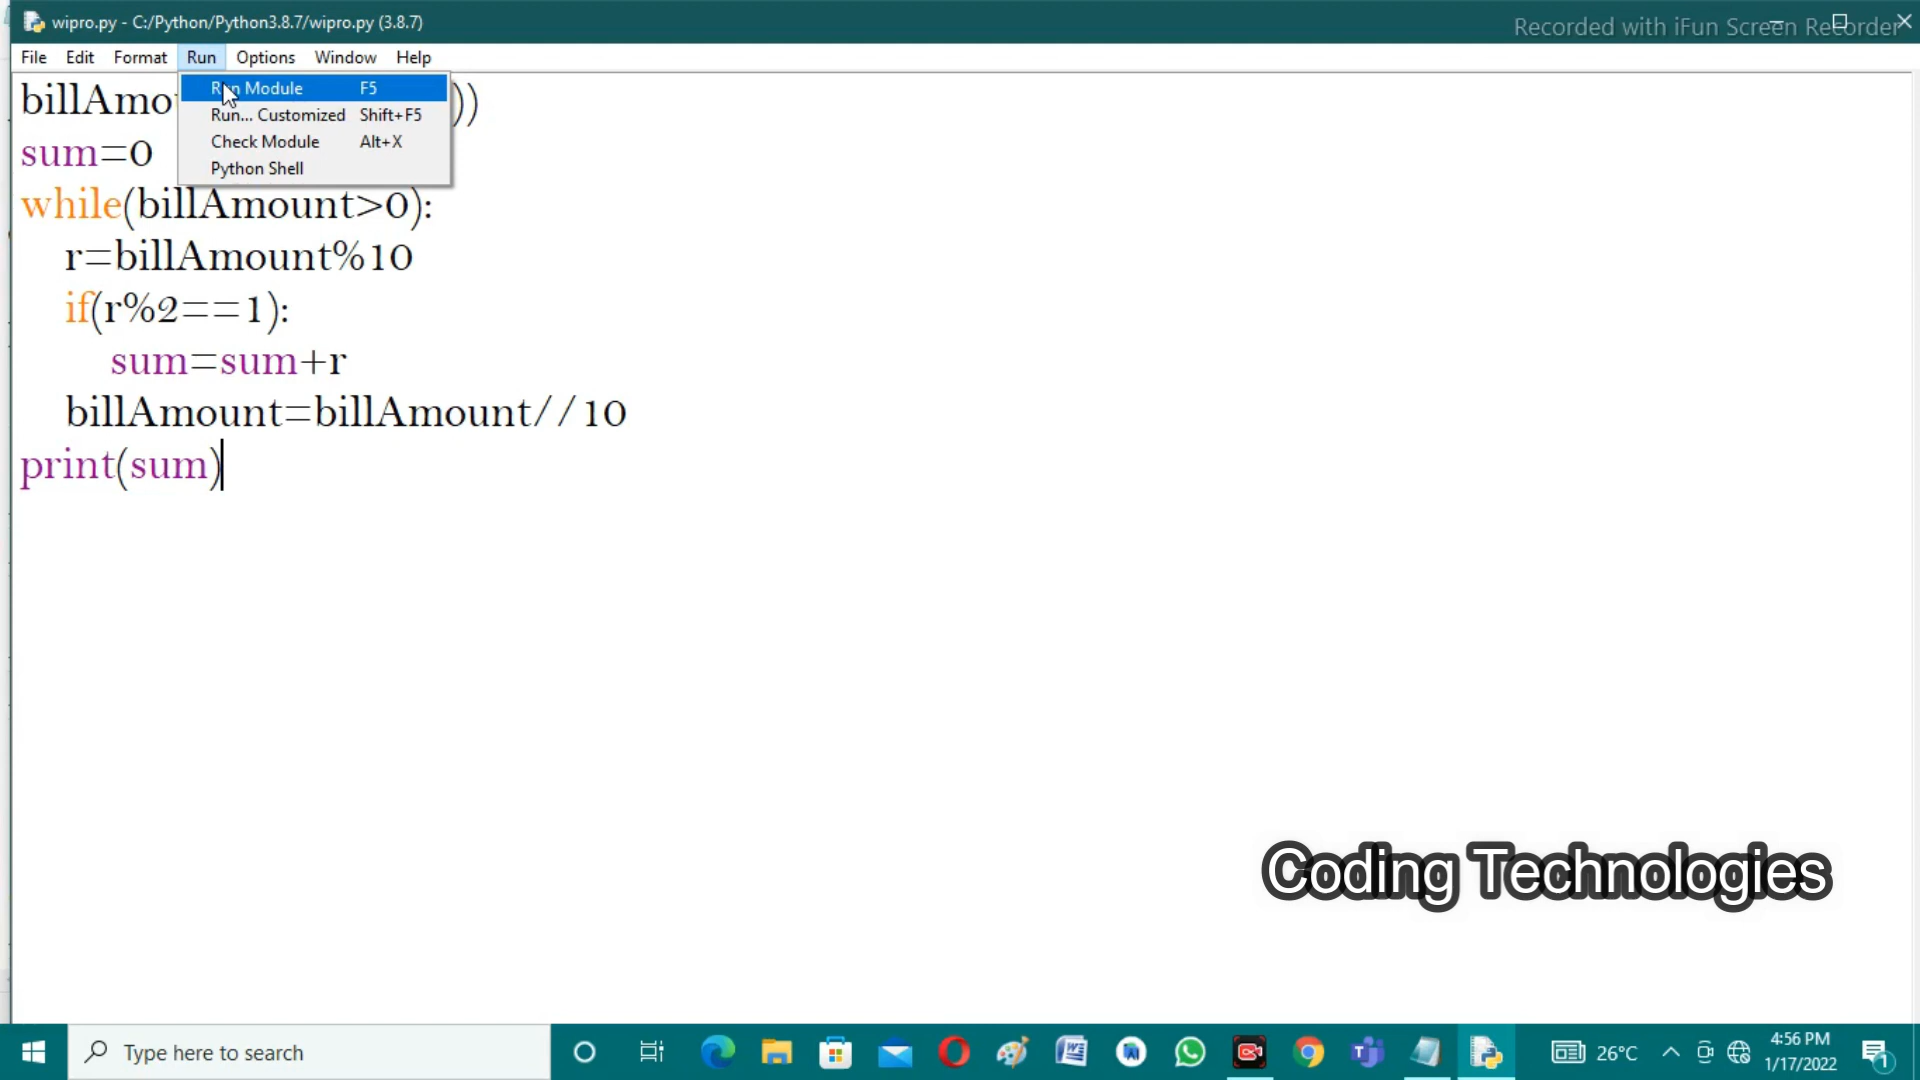 wipro.py - C:/Python/Python3.8.7/wipro.py (3.8.7)
Recorded with iFun Screen Recorder
File Edit Format Run Options Window Help
Run Module F5
Run... Customized Shift+F5
Check Module Alt+X
Python Shell
))
sum=0
while(billAmount>0):
r=billAmount%10
if(r%2==1):
sum=sum+r
billAmount=billAmount//10
print(sum)
Coding Technologies
Type here to search
26°C
4:56 PM
1/17/2022
1